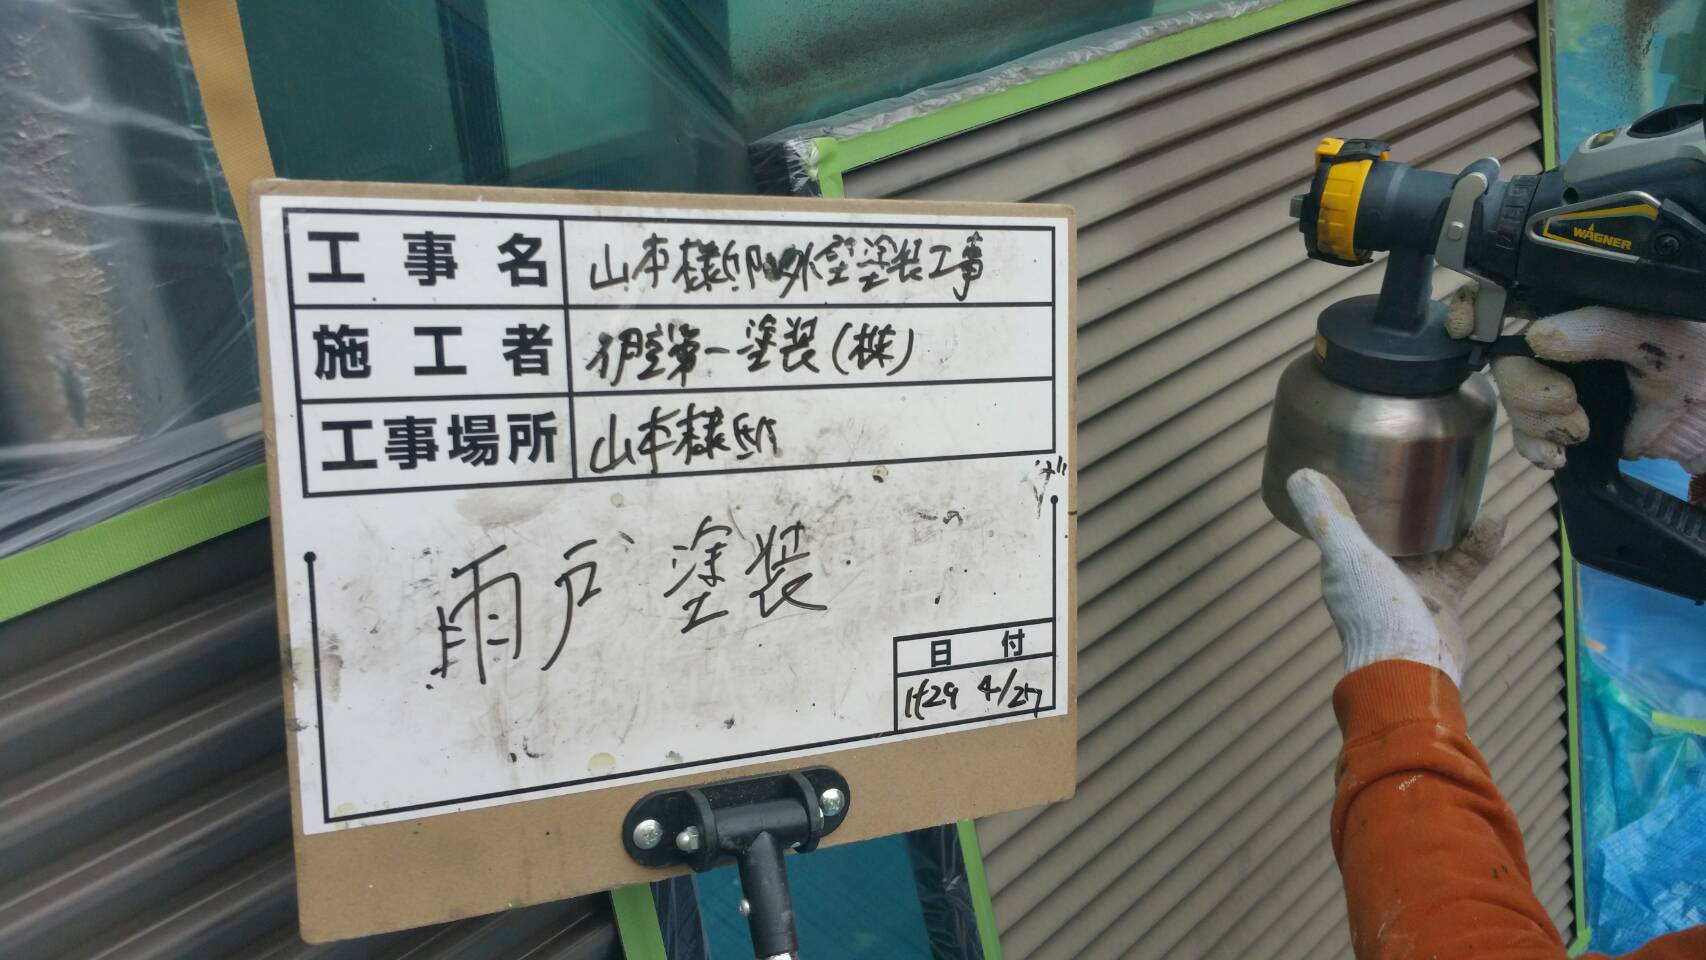 工事名 山本様邸外壁塗装工事
施工者 第一塗装(株)
工事場所 山本様邸
雨戸 塗装
日付
H29 4/27
WAGNER